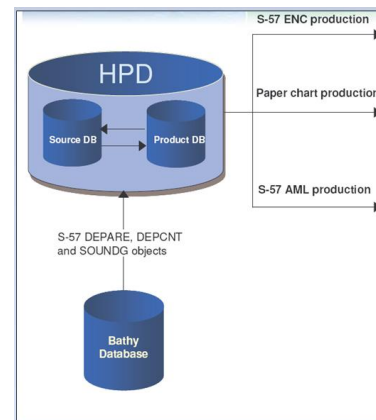 S-57 ENC production
HPD
Paper chart production
Source DB
Product DB
S-57 AML production
S-57 DEPARE, DEPCNT
and SOUNDG objects
Bathy
Database